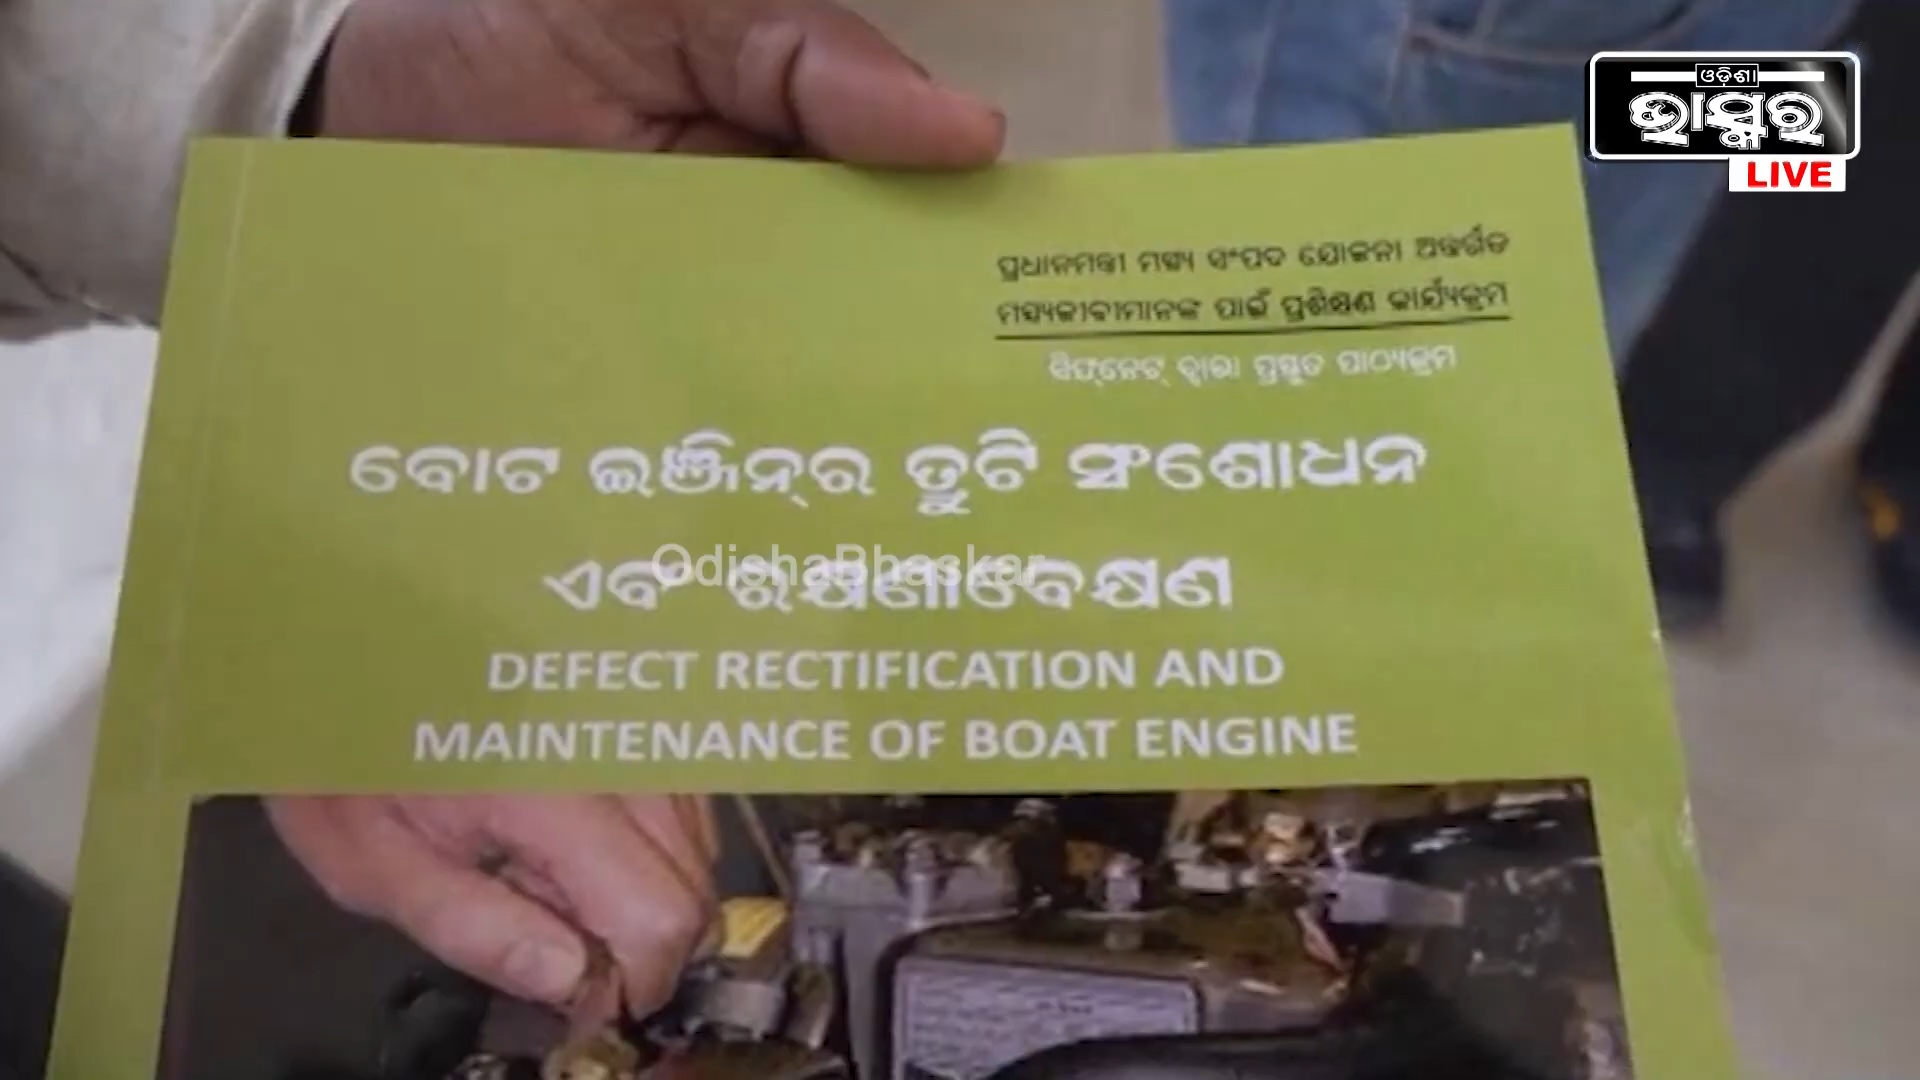 ଓଡ଼ିଶା
ଭାସ୍କର
LIVE
ପ୍ରଧାନମନ୍ତ୍ରୀ ମତ୍ସ୍ୟ ସଂପଦ ଯୋଜନା ଅନ୍ତର୍ଗତ
ମତ୍ସ୍ୟଜୀବୀମାନଙ୍କ ପାଇଁ ପ୍ରଶିକ୍ଷଣ କାର୍ଯ୍ୟକ୍ରମ
ସିଫ୍‌ନେଟ୍ ଦ୍ୱାରା ପ୍ରସ୍ତୁତ ପାଠ୍ୟକ୍ରମ
ବୋଟ ଇଞ୍ଜିନ୍‌ର ତ୍ରୁଟି ସଂଶୋଧନ
ଏବଂ ରକ୍ଷଣାବେକ୍ଷଣ
OdishaBhaskar
DEFECT RECTIFICATION AND
MAINTENANCE OF BOAT ENGINE